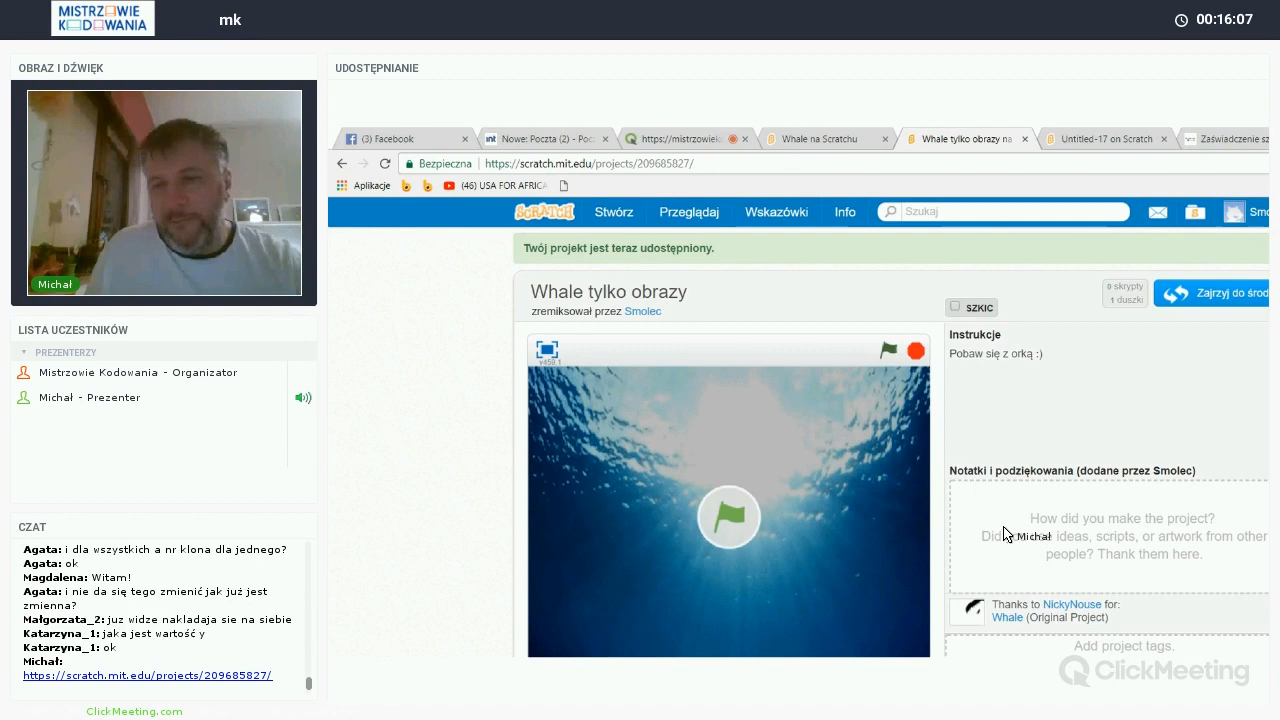 MISTRZOWIE
KODOWANIA
mk
00:16:07
OBRAZ I DŹWIĘK
Michał
LISTA UCZESTNIKÓW
PREZENTERZY
Mistrzowie Kodowania - Organizator
Michał - Prezenter
CZAT
Agata: i dla wszystkich a nr klona dla jednego?
Agata: ok
Magdalena: Witam!
Agata: i nie da się tego zmienić jak już jest
zmienna?
Małgorzata_2: juz widze nakladaja sie na siebie
Katarzyna_1: jaka jest wartość y
Katarzyna_1: ok
Michał:
https://scratch.mit.edu/projects/209685827/
ClickMeeting.com
UDOSTĘPNIANIE
(3) Facebook
int Nowe: Poczta (2) - Pocz
https://mistrzowiek
Whale na Scratchu
Whale tylko obrazy na
Untitled-17 on Scratch
Zaświadczenie sz
Bezpieczna
https://scratch.mit.edu/projects/209685827/
Aplikacje
(46) USA FOR AFRICA
SCRATCH
Stwórz
Przeglądaj
Wskazówki
Info
Szukaj
Smo
Twój projekt jest teraz udostępniony.
Whale tylko obrazy
zremiksował przez Smolec
SZKIC
0 skrypty
1 duszki
Zajrzyj do środ
v459.1
Instrukcje
Pobaw się z orką :)
Notatki i podziękowania (dodane przez Smolec)
How did you make the project?
Did Michał ideas, scripts, or artwork from other
people? Thank them here.
Thanks to NickyNouse for:
Whale (Original Project)
Add project tags.
ClickMeeting